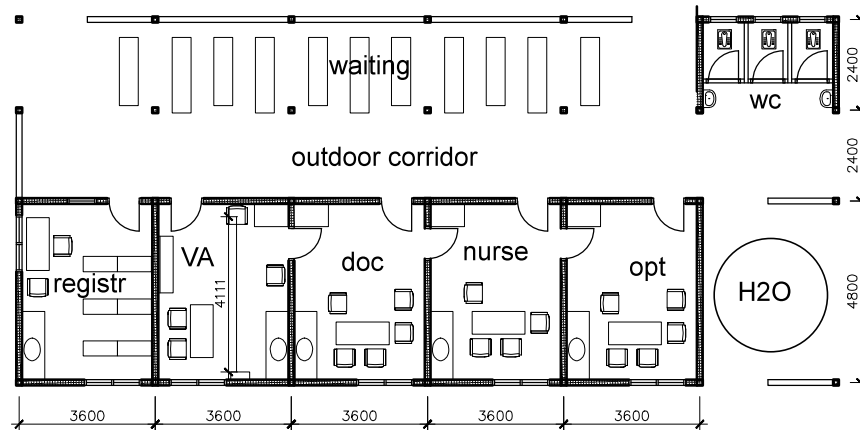 waiting
wc
2400
outdoor corridor
2400
registr
VA
4111
doc
nurse
opt
H2O
4800
3600
3600
3600
3600
3600